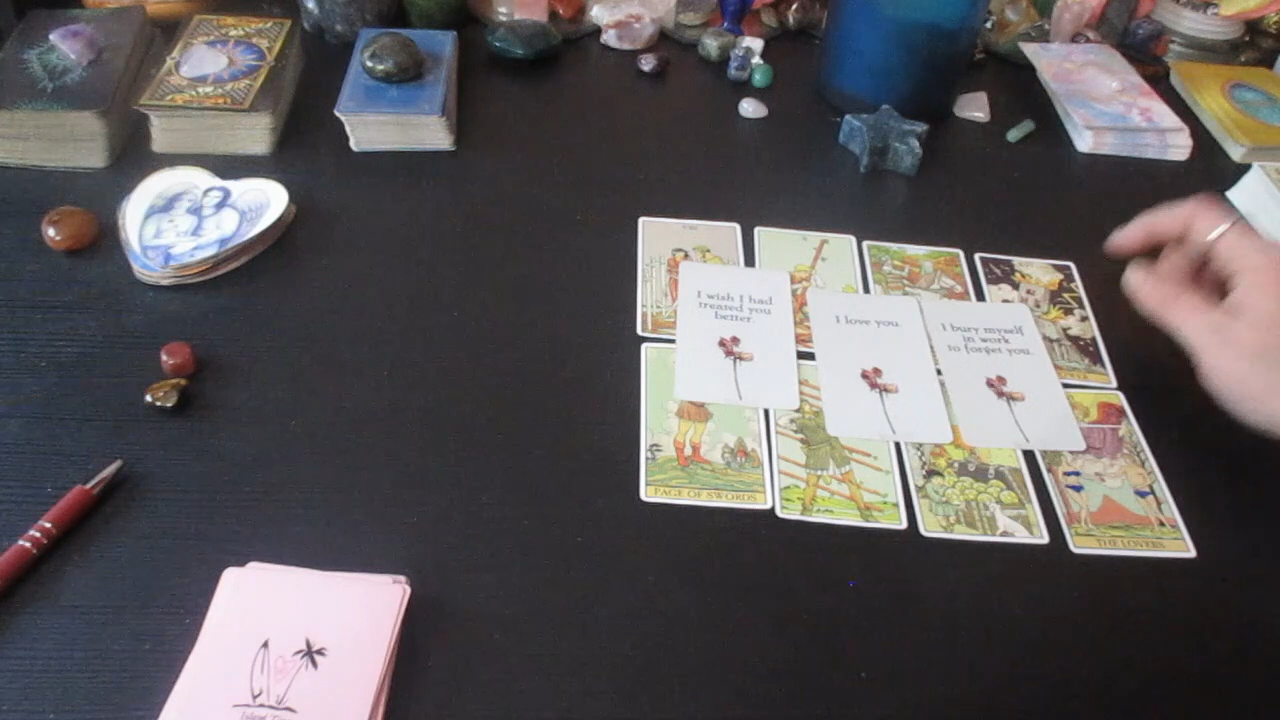 I wish I had
treated you
better.
I love you.
I bury myself
in work
to forget you.
PAGE OF SWORDS
THE LOVERS